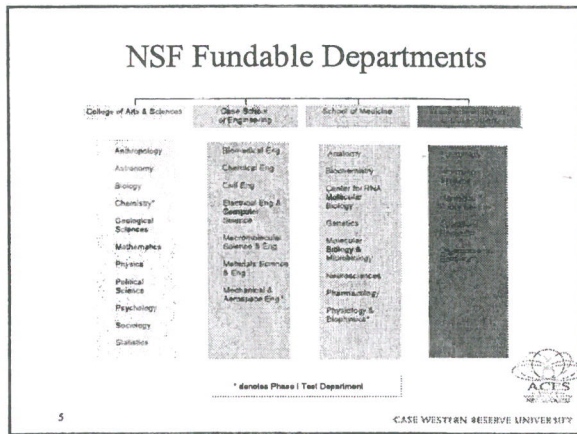 NSF Fundable Departments
College of Arts & Sciences
Case School
of Engineering
School of Medicine
Anthropology
Astronomy
Biology
Chemistry*
Geological
Sciences
Mathematics
Physics
Political
Science
Psychology
Sociology
Statistics
Biomedical Eng
Chemical Eng
Civil Eng
Electrical Eng &
Computer
Science
Macromolecular
Science & Eng
Materials Science
& Eng
Mechanical &
Aerospace Eng*
Anatomy
Biochemistry
Center for RNA
Molecular
Biology
Genetics
Molecular
Biology &
Microbiology
Neurosciences
Pharmacology
Physiology &
Biophysics*
* denotes Phase I Test Department
ACES
5
CASE WESTERN RESERVE UNIVERSITY